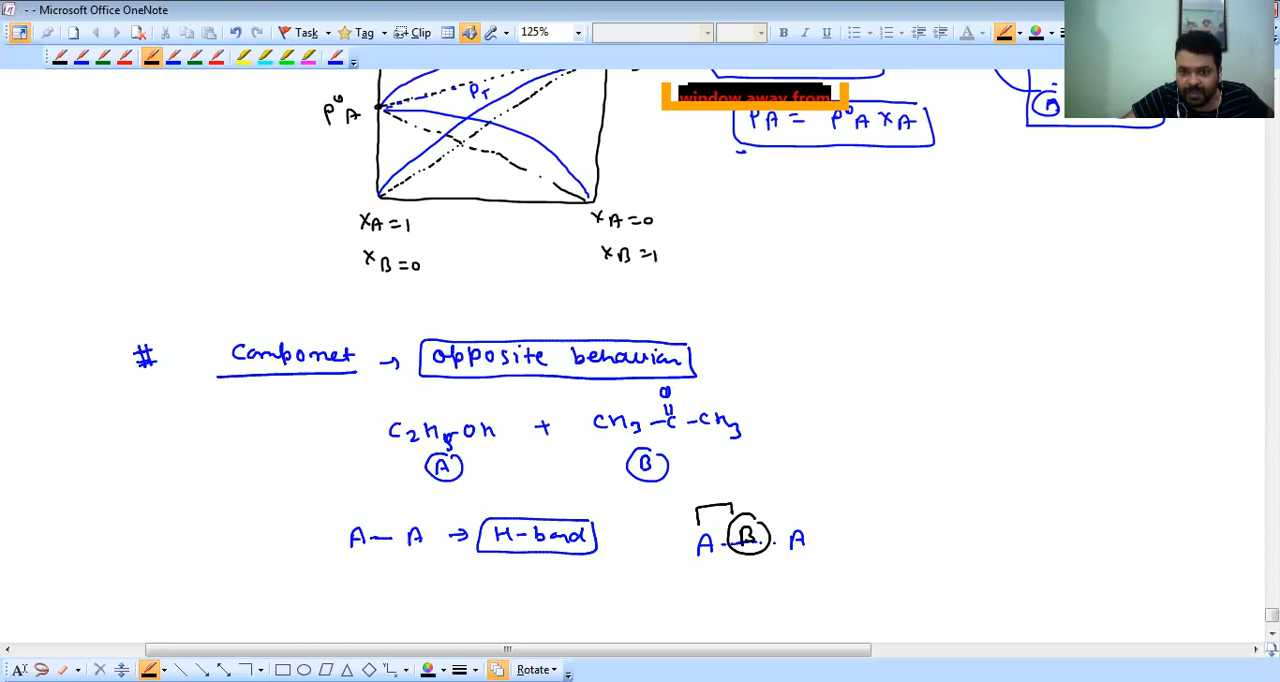 - - Microsoft Office OneNote
Task Tag Clip 125% B I U A
P°A
PT
window away from
PA = P°A XA
B
XA = 1
XA = 0
XB = 0
XB = 1
# Componet → opposite behaviour
O
C2H5OH + CH3 - C - CH3
A B
A - A → H-bond A B A
A Rotate